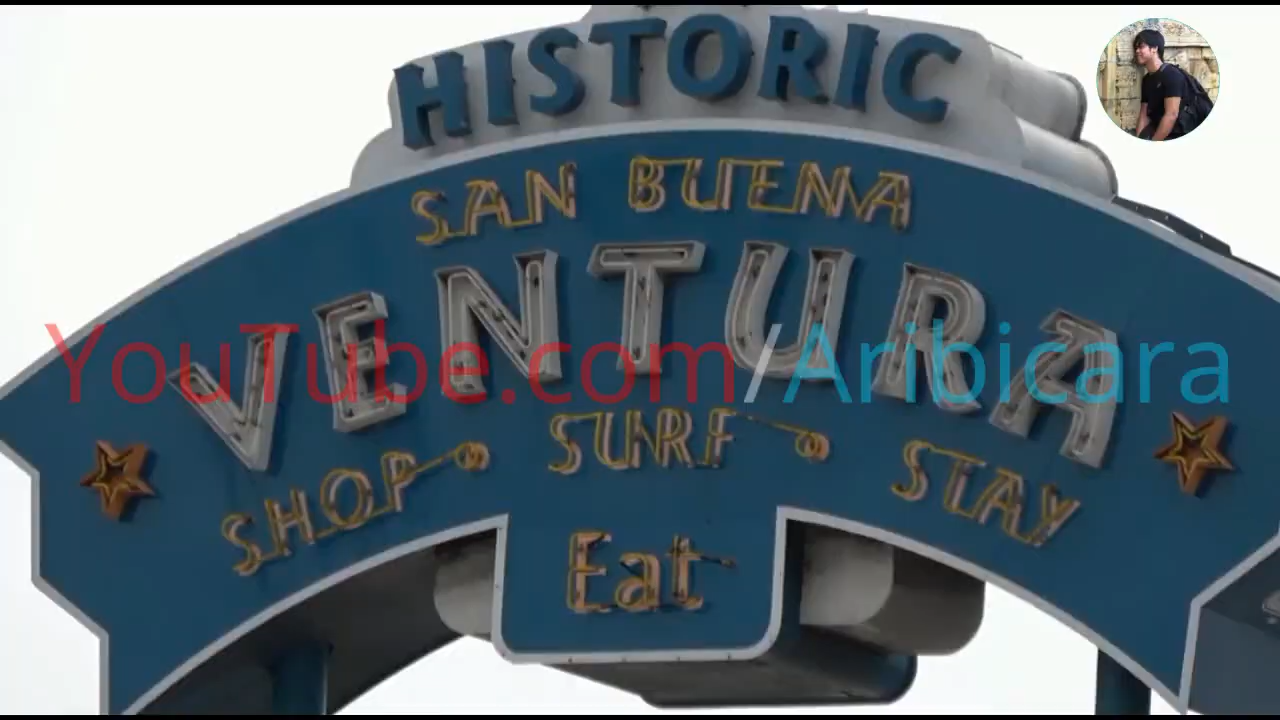 HISTORIC
SAN BUENA
VENTURA
YouTube.com/Aribicara
SHOP SURF STAY
Eat